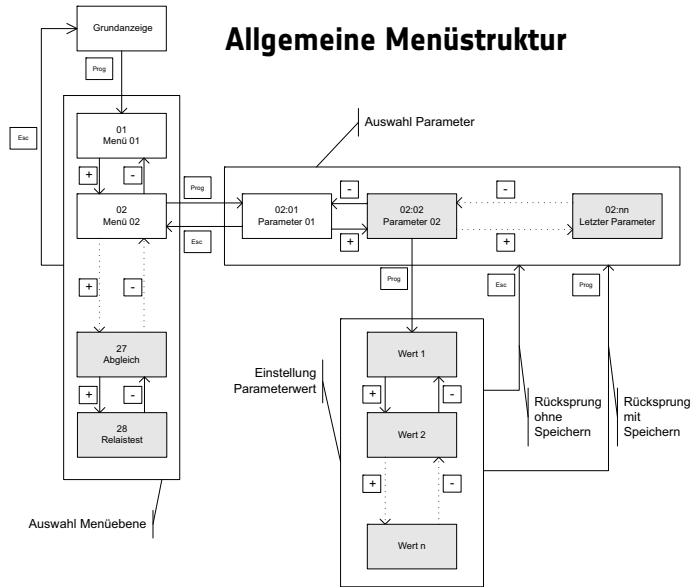 Allgemeine Menüstruktur
Grundanzeige
Prog
Esc
01
Menü 01
+
-
02
Menü 02
Prog
Esc
+
-
27
Abgleich
+
-
28
Relaistest
Auswahl Menüebene
Auswahl Parameter
02:01
Parameter 01
-
+
02:02
Parameter 02
-
+
02:nn
Letzter Parameter
Prog
Esc
Prog
Einstellung
Parameterwert
Wert 1
+
-
Wert 2
+
-
Wert n
Rücksprung
ohne
Speichern
Rücksprung
mit
Speichern